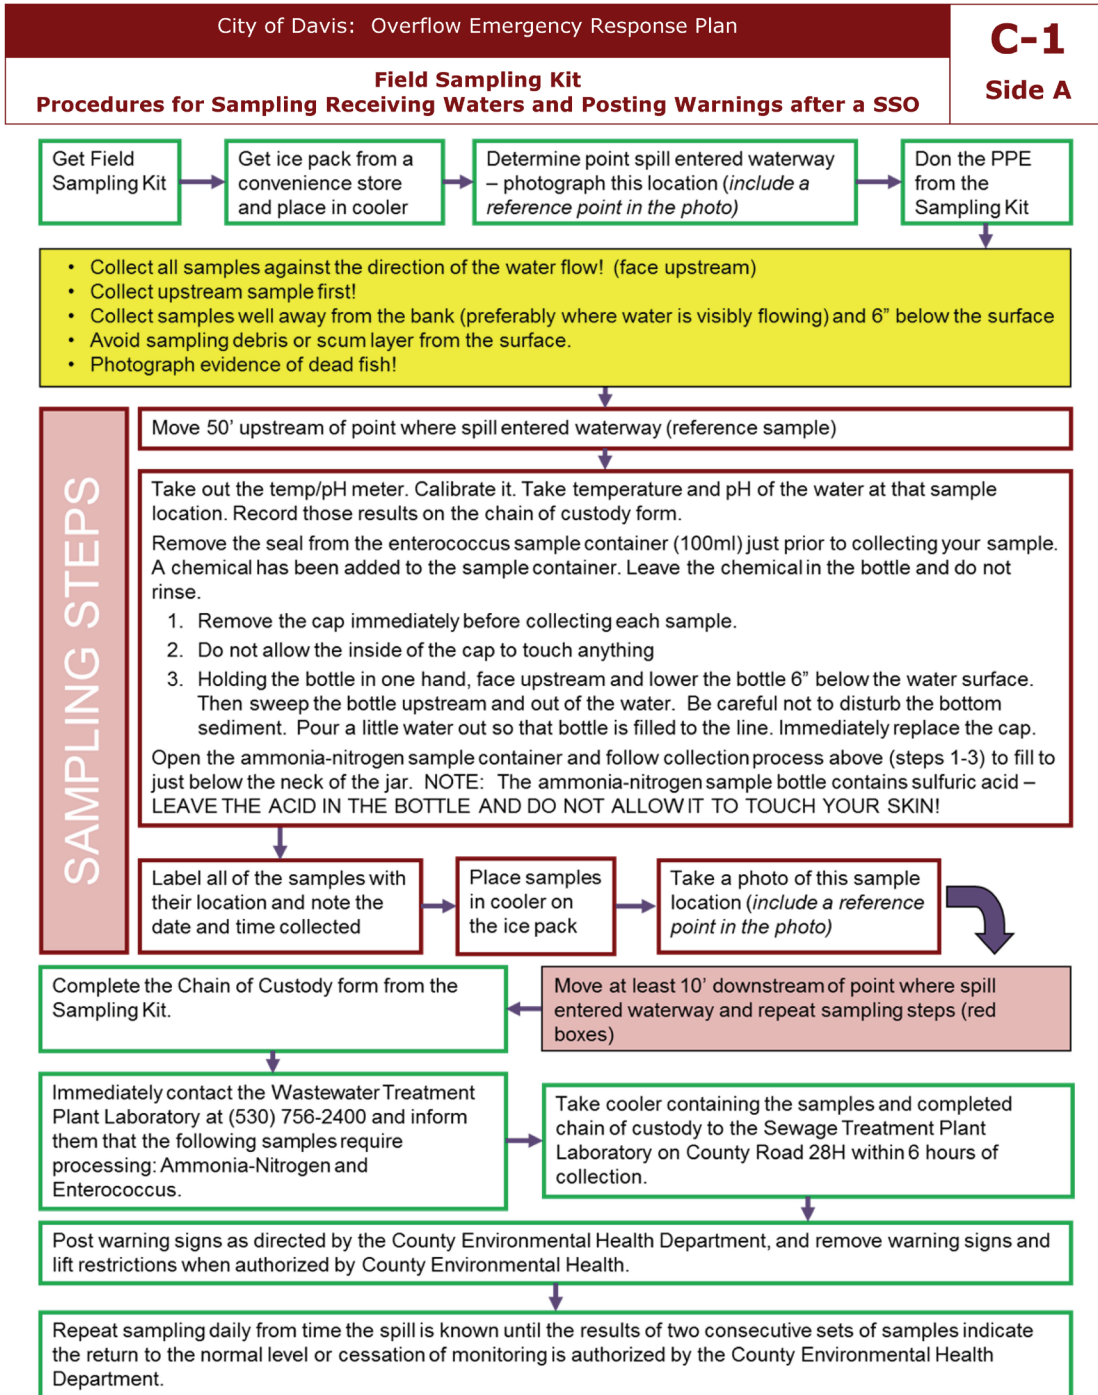 City of Davis:  Overflow Emergency Response Plan
C-1
Side A
Field Sampling Kit
Procedures for Sampling Receiving Waters and Posting Warnings after a SSO
Get Field
Sampling Kit
Get ice pack from a
convenience store
and place in cooler
Determine point spill entered waterway
– photograph this location (include a
reference point in the photo)
Don the PPE
from the
Sampling Kit
• Collect all samples against the direction of the water flow!  (face upstream)
• Collect upstream sample first!
• Collect samples well away from the bank (preferably where water is visibly flowing) and 6” below the surface
• Avoid sampling debris or scum layer from the surface.
• Photograph evidence of dead fish!
SAMPLING STEPS
Move 50’ upstream of point where spill entered waterway (reference sample)
Take out the temp/pH meter. Calibrate it. Take temperature and pH of the water at that sample
location. Record those results on the chain of custody form.
Remove the seal from the enterococcus sample container (100ml) just prior to collecting your sample.
A chemical has been added to the sample container. Leave the chemical in the bottle and do not
rinse.
1. Remove the cap immediately before collecting each sample.
2. Do not allow the inside of the cap to touch anything
3. Holding the bottle in one hand, face upstream and lower the bottle 6” below the water surface.
Then sweep the bottle upstream and out of the water.  Be careful not to disturb the bottom
sediment.  Pour a little water out so that bottle is filled to the line. Immediately replace the cap.
Open the ammonia-nitrogen sample container and follow collection process above (steps 1-3) to fill to
just below the neck of the jar.  NOTE:  The ammonia-nitrogen sample bottle contains sulfuric acid –
LEAVE THE ACID IN THE BOTTLE AND DO NOT ALLOW IT TO TOUCH YOUR SKIN!
Label all of the samples with
their location and note the
date and time collected
Place samples
in cooler on
the ice pack
Take a photo of this sample
location (include a reference
point in the photo)
Move at least 10’ downstream of point where spill
entered waterway and repeat sampling steps (red
boxes)
Complete the Chain of Custody form from the
Sampling Kit.
Immediately contact the Wastewater Treatment
Plant Laboratory at (530) 756-2400 and inform
them that the following samples require
processing: Ammonia-Nitrogen and
Enterococcus.
Take cooler containing the samples and completed
chain of custody to the Sewage Treatment Plant
Laboratory on County Road 28H within 6 hours of
collection.
Post warning signs as directed by the County Environmental Health Department, and remove warning signs and
lift restrictions when authorized by County Environmental Health.
Repeat sampling daily from time the spill is known until the results of two consecutive sets of samples indicate
the return to the normal level or cessation of monitoring is authorized by the County Environmental Health
Department.